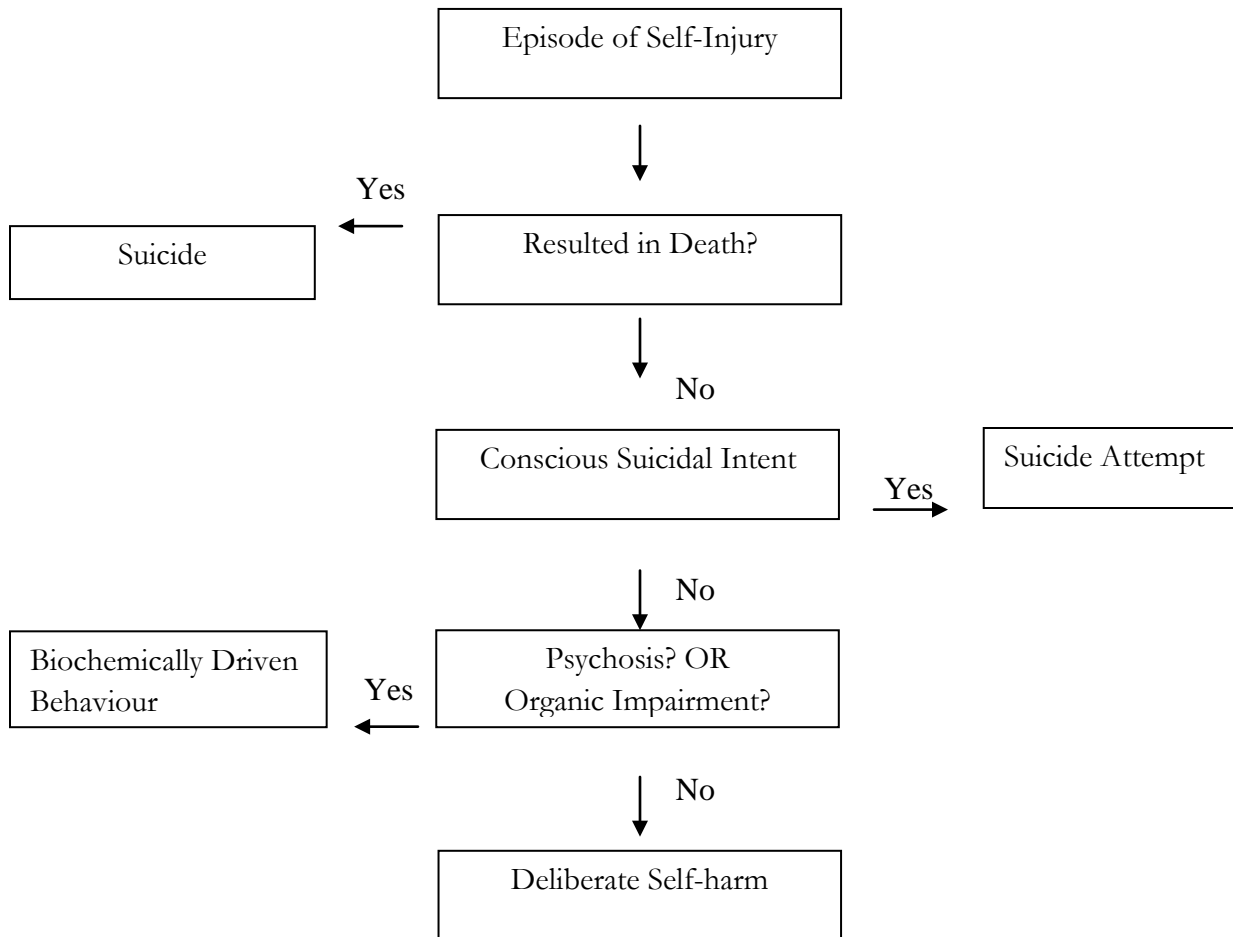 Episode of Self-Injury
Yes
Suicide
Resulted in Death?
No
Conscious Suicidal Intent
Suicide Attempt
Yes
No
Biochemically Driven
Behaviour
Yes
Psychosis? OR
Organic Impairment?
No
Deliberate Self-harm